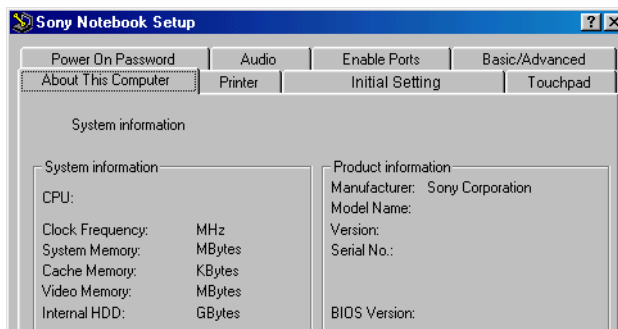 Sony Notebook Setup
Power On Password Audio Enable Ports Basic/Advanced
About This Computer Printer Initial Setting Touchpad
System information
System information
CPU:
Clock Frequency: MHz
System Memory: MBytes
Cache Memory: KBytes
Video Memory: MBytes
Internal HDD: GBytes
Product information
Manufacturer: Sony Corporation
Model Name:
Version:
Serial No.:
BIOS Version: